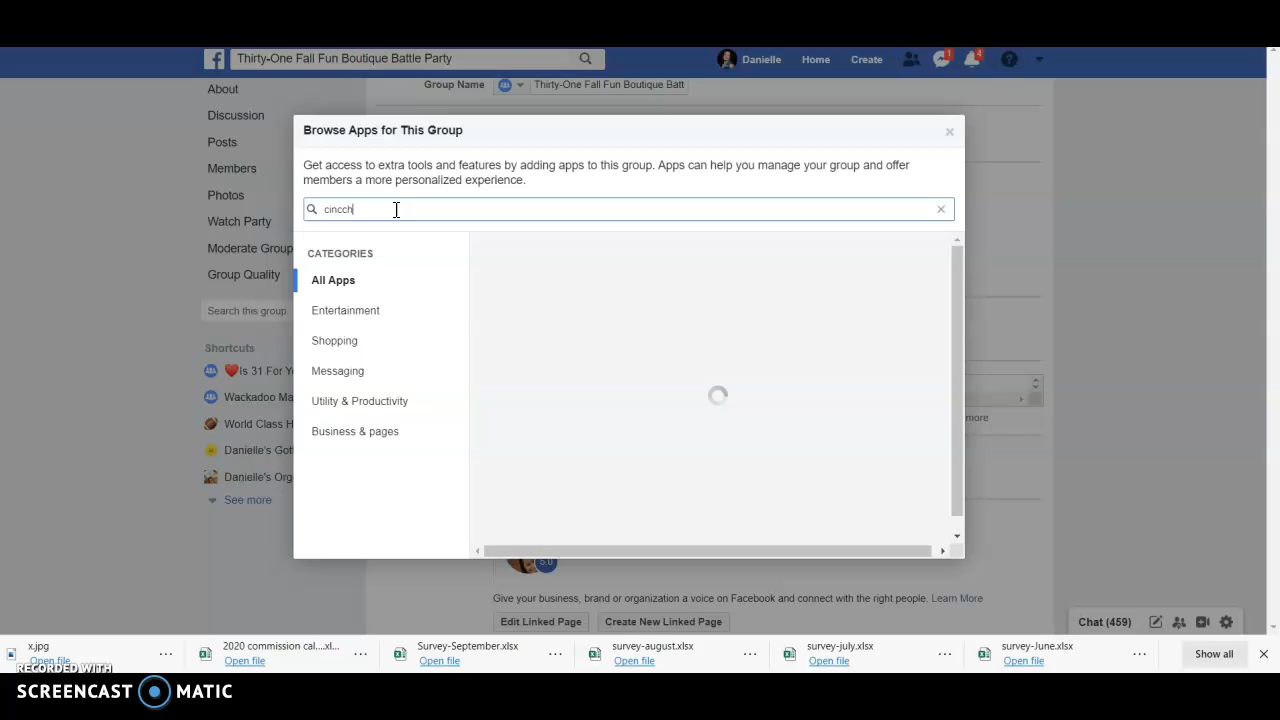 Thirty-One Fall Fun Boutique Battle Party
Danielle
Home
Create
1
4
About
Group Name
Thirty-One Fall Fun Boutique Batt
Discussion
Posts
Members
Photos
Watch Party
Moderate Group
Group Quality
Search this group
Shortcuts
❤️Is 31 For Yo
Wackadoo Ma
World Class H
Danielle's Got
Danielle's Org
See more
Browse Apps for This Group
Get access to extra tools and features by adding apps to this group. Apps can help you manage your group and offer
members a more personalized experience.
cincch
CATEGORIES
All Apps
Entertainment
Shopping
Messaging
Utility & Productivity
Business & pages
more
5.0
Give your business, brand or organization a voice on Facebook and connect with the right people. Learn More
Edit Linked Page
Create New Linked Page
Chat (459)
x.jpg
Open file
2020 commission cal....xl...
Open file
Survey-September.xlsx
Open file
survey-august.xlsx
Open file
survey-july.xlsx
Open file
survey-June.xlsx
Open file
Show all
RECORDED WITH
SCREENCAST MATIC